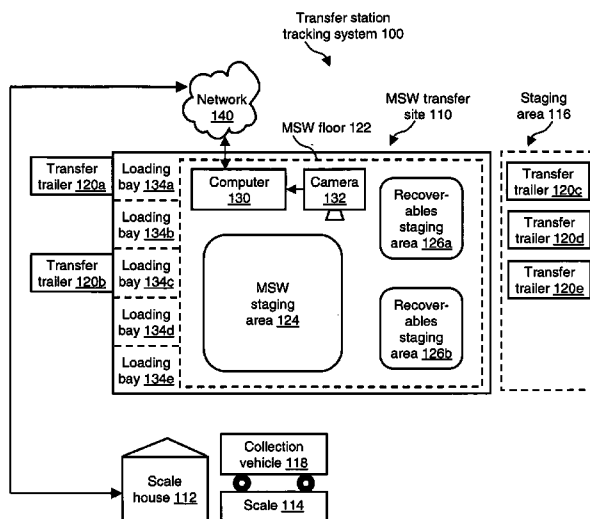 Transfer station
tracking system 100
Network
140
MSW transfer
site 110
Staging
area 116
MSW floor 122
Transfer
trailer 120a
Loading
bay 134a
Computer
130
Camera
132
Recover-
ables
staging
area 126a
Transfer
trailer 120c
Loading
bay 134b
Transfer
trailer 120d
Transfer
trailer 120b
Loading
bay 134c
MSW
staging
area 124
Transfer
trailer 120e
Loading
bay 134d
Recover-
ables
staging
area 126b
Loading
bay 134e
Scale
house 112
Collection
vehicle 118
Scale 114